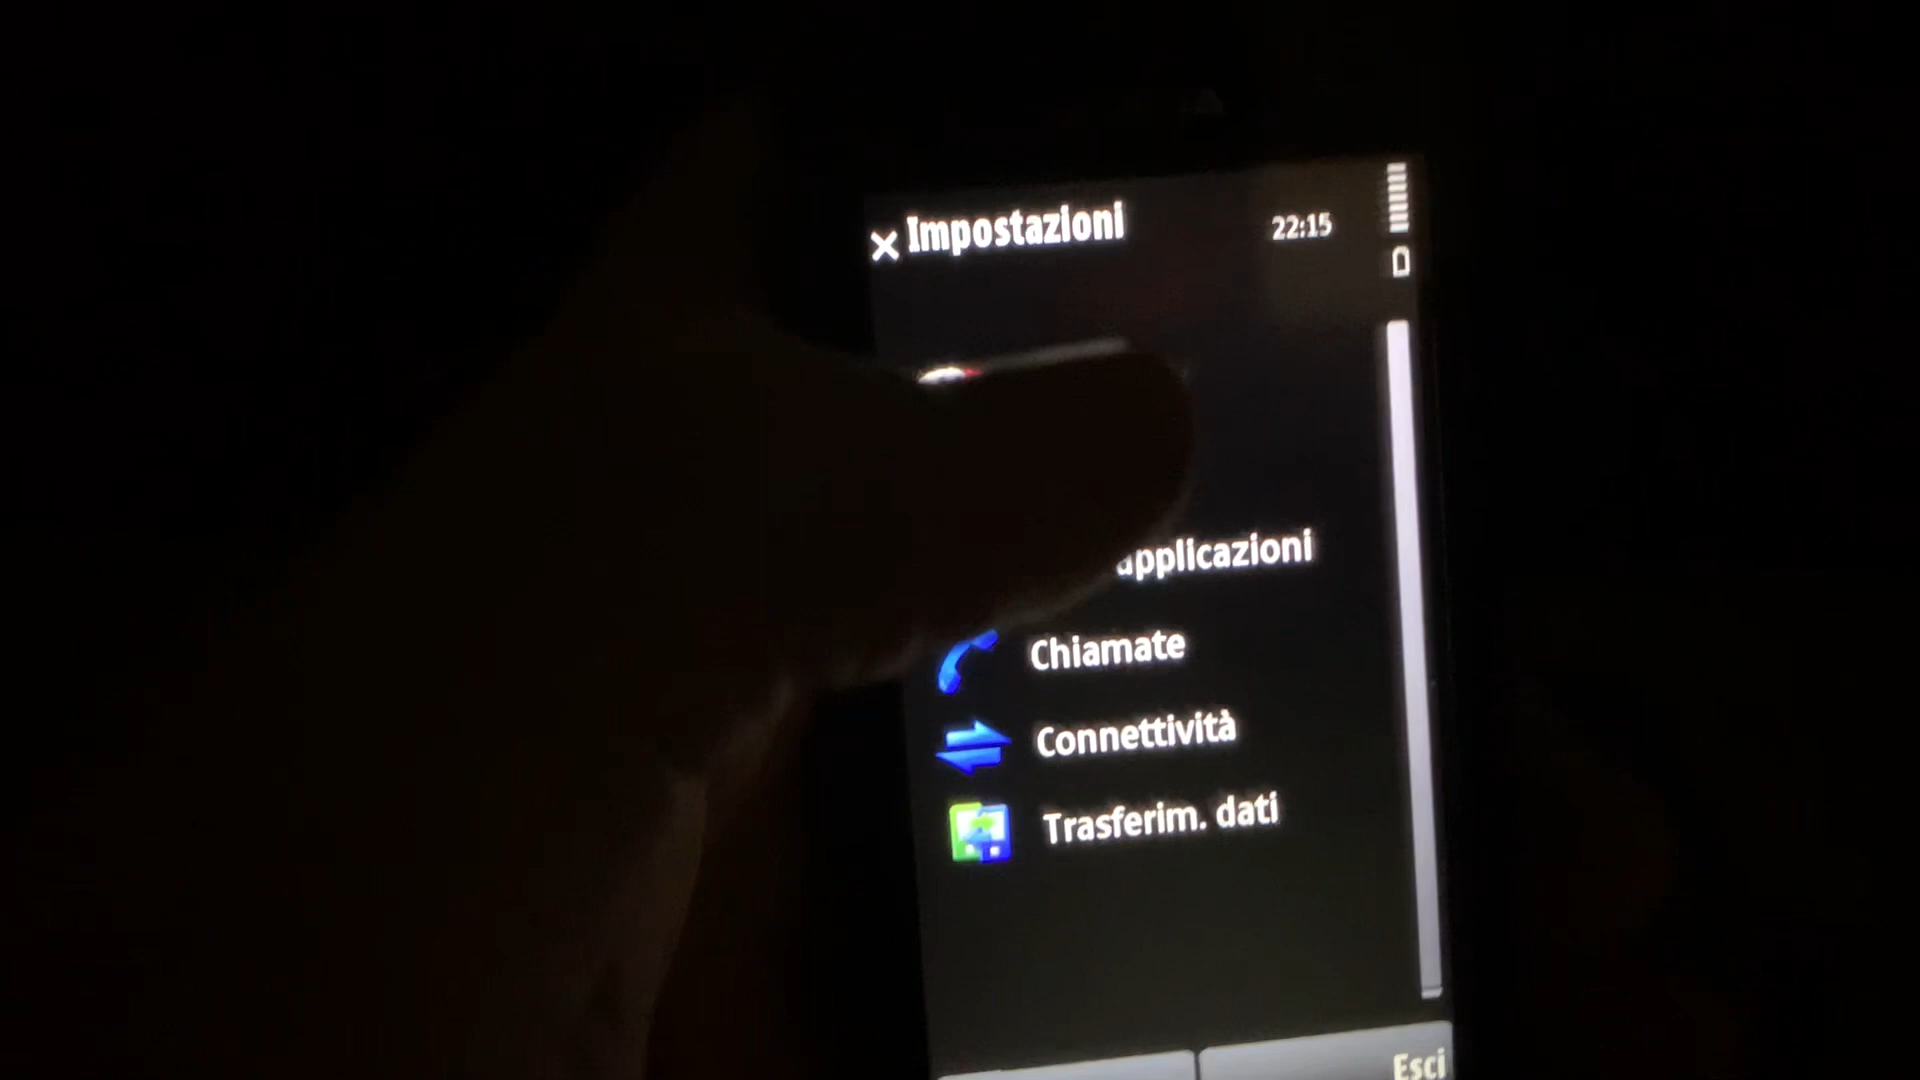 Impostazioni
22:15
applicazioni
Chiamate
Connettività
Trasferim. dati
Esci